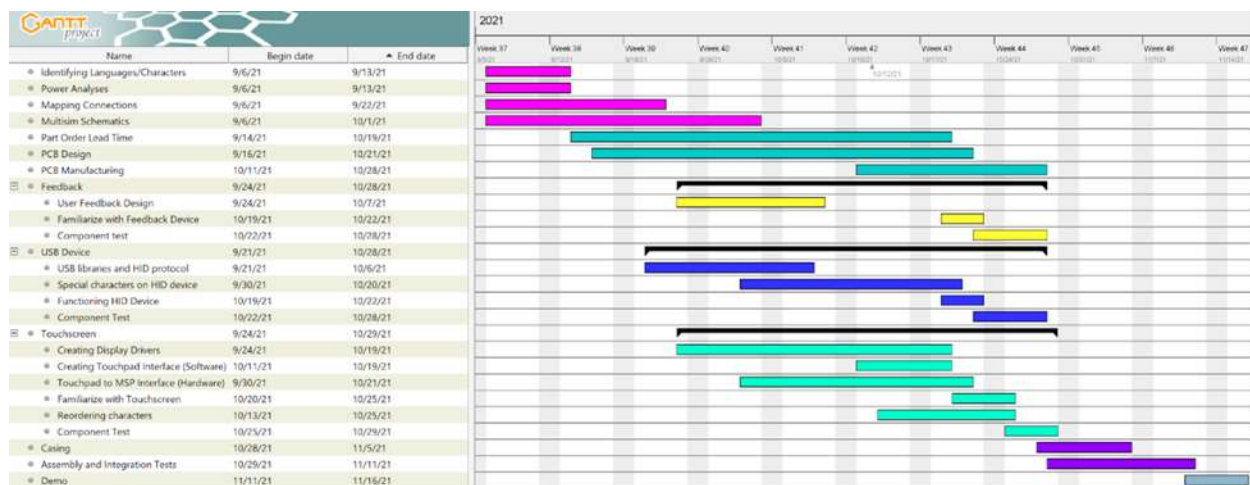 GANTT
project
2021
Name Begin date End date
Week 37 Week 38 Week 39 Week 40 Week 41 Week 42 Week 43 Week 44 Week 45 Week 46 Week 47
Identifying Languages/Characters 9/6/21 9/13/21
Power Analyses 9/6/21 9/13/21
Mapping Connections 9/6/21 9/22/21
Multisim Schematics 9/6/21 10/1/21
Part Order Lead Time 9/14/21 10/19/21
PCB Design 9/16/21 10/21/21
PCB Manufacturing 10/11/21 10/28/21
Feedback 9/24/21 10/28/21
User Feedback Design 9/24/21 10/7/21
Familiarize with Feedback Device 10/19/21 10/22/21
Component test 10/22/21 10/28/21
USB Device 9/21/21 10/28/21
USB libraries and HID protocol 9/21/21 10/6/21
Special characters on HID device 9/30/21 10/20/21
Functioning HID Device 10/19/21 10/22/21
Component Test 10/22/21 10/28/21
Touchscreen 9/24/21 10/29/21
Creating Display Drivers 9/24/21 10/19/21
Creating Touchpad Interface (Software) 10/11/21 10/19/21
Touchpad to MSP Interface (Hardware) 9/30/21 10/21/21
Familiarize with Touchscreen 10/20/21 10/25/21
Reordering characters 10/13/21 10/25/21
Component Test 10/25/21 10/29/21
Casing 10/28/21 11/5/21
Assembly and Integration Tests 10/29/21 11/11/21
Demo 11/11/21 11/16/21